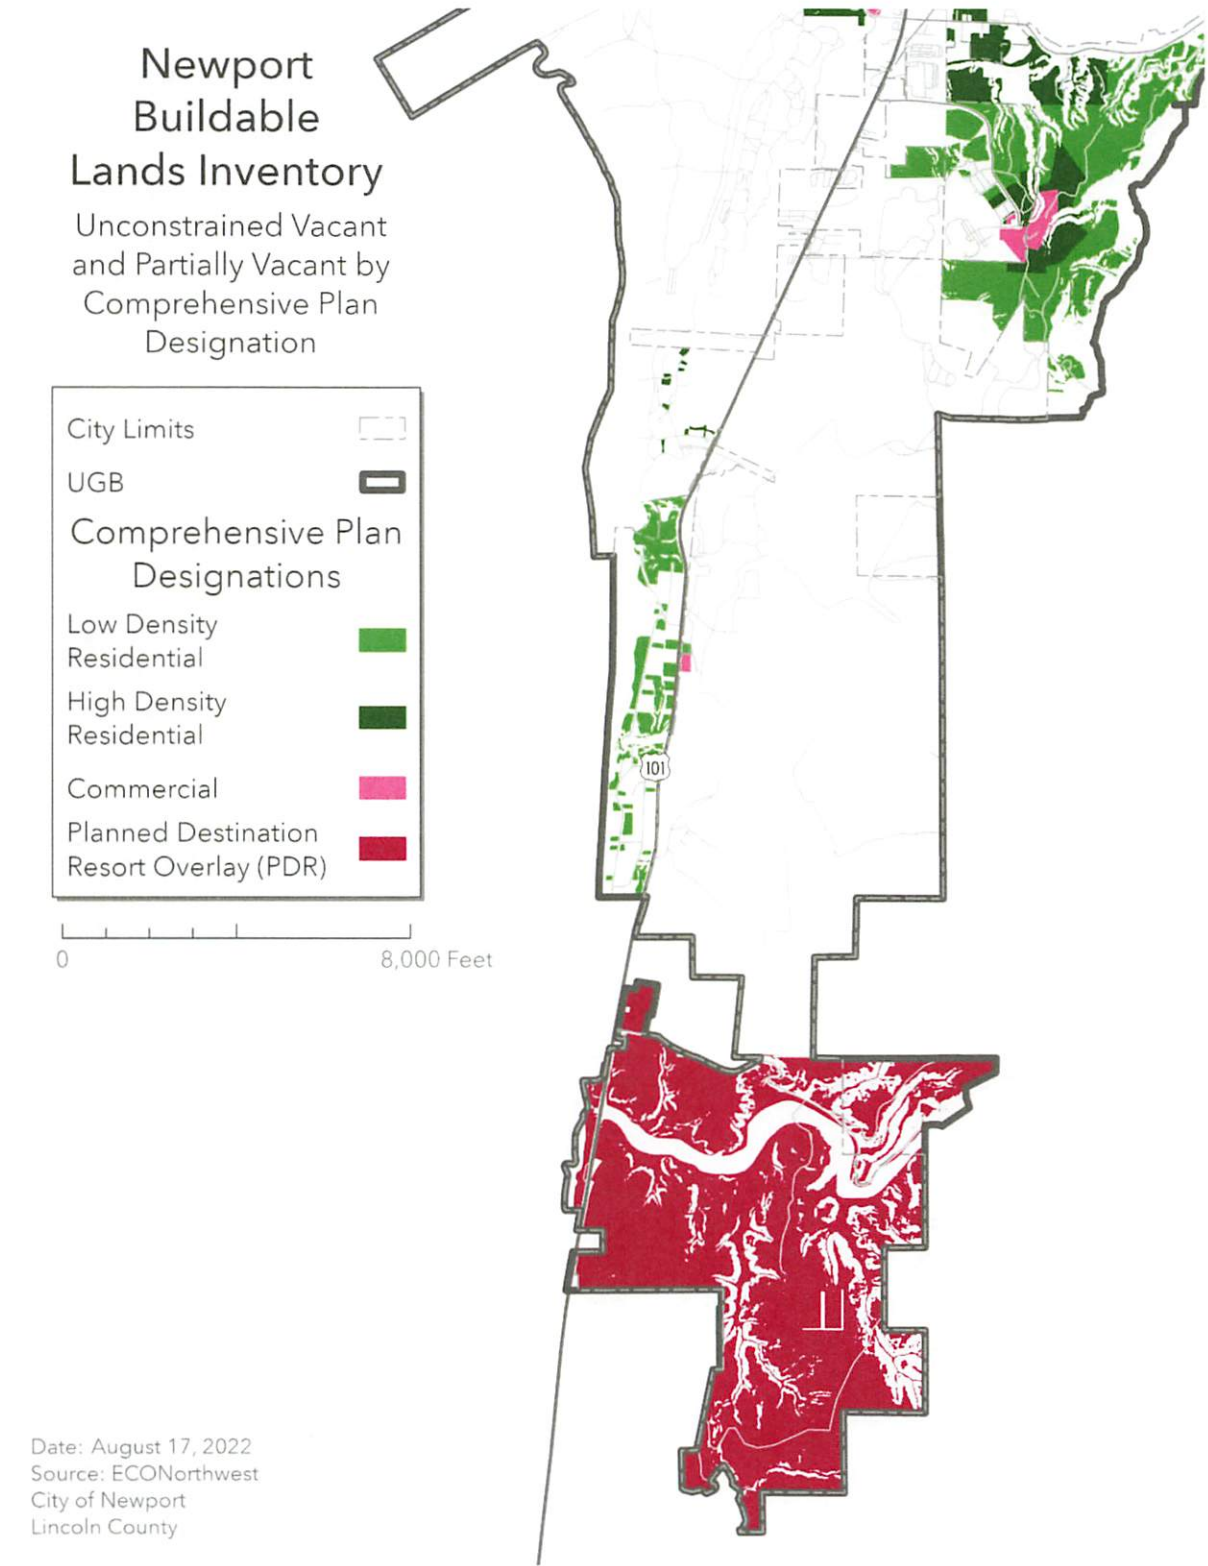 Newport
Buildable
Lands Inventory
Unconstrained Vacant
and Partially Vacant by
Comprehensive Plan
Designation
City Limits
UGB
Comprehensive Plan
Designations
Low Density
Residential
High Density
Residential
Commercial
Planned Destination
Resort Overlay (PDR)
0
8,000 Feet
101
Date: August 17, 2022
Source: ECONorthwest
City of Newport
Lincoln County